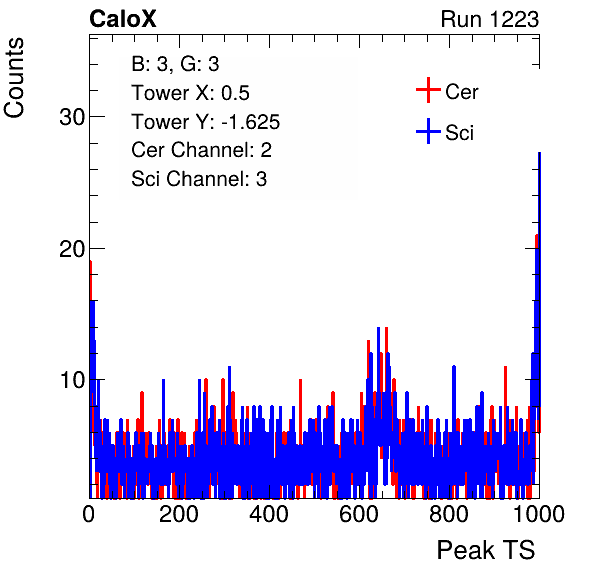 CaloX
Run 1223
Counts
B: 3, G: 3
Tower X: 0.5
Tower Y: -1.625
Cer Channel: 2
Sci Channel: 3
Cer
Sci
30
20
10
0 200 400 600 800 1000
Peak TS